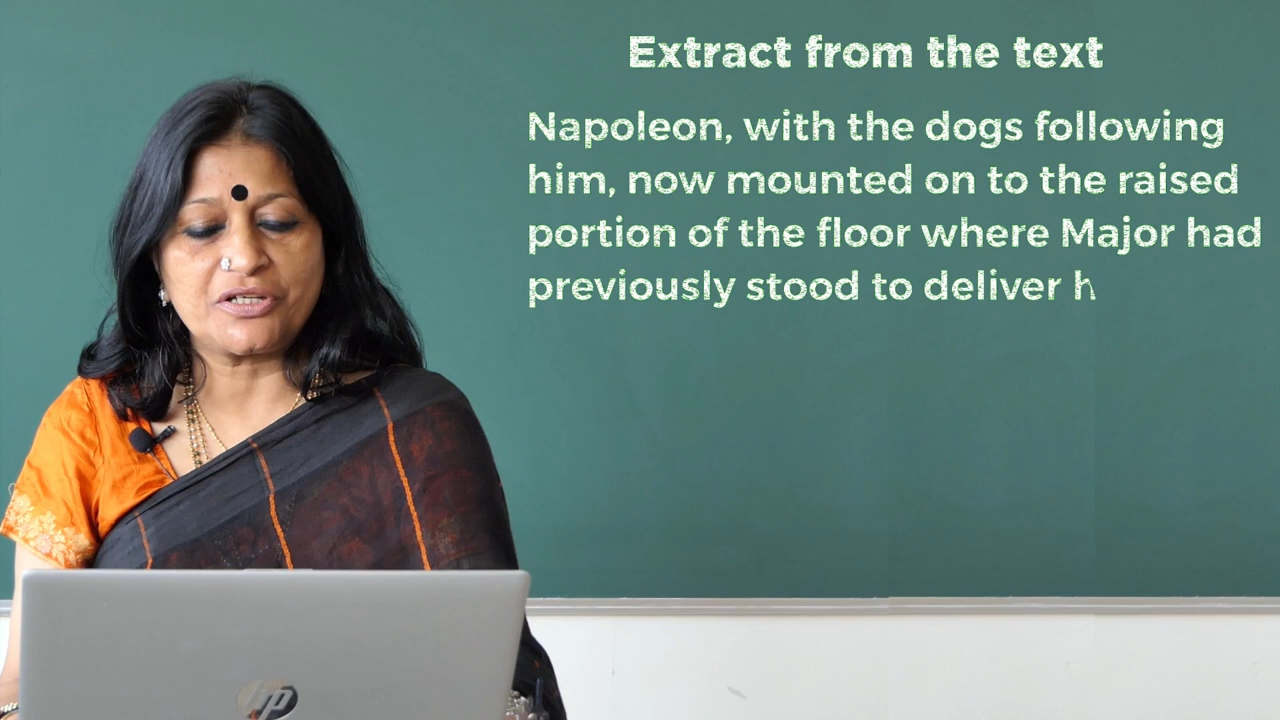 Extract from the text
Napoleon, with the dogs following
him, now mounted on to the raised
portion of the floor where Major had
previously stood to deliver h
hp